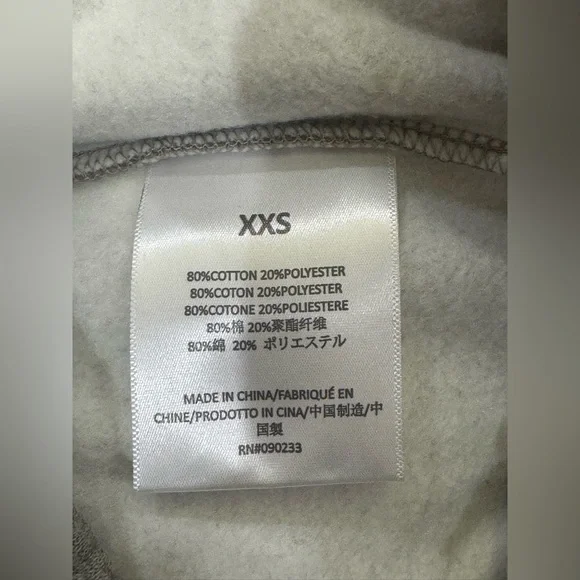 XXS
80%COTTON 20%POLYESTER
80%COTON 20%POLYESTER
80%COTONE 20%POLIESTERE
80%棉 20%聚酯纤维
80%綿 20% ポリエステル
MADE IN CHINA/FABRIQUÉ EN
CHINE/PRODOTTO IN CINA/中国制造/中
国製
RN#090233